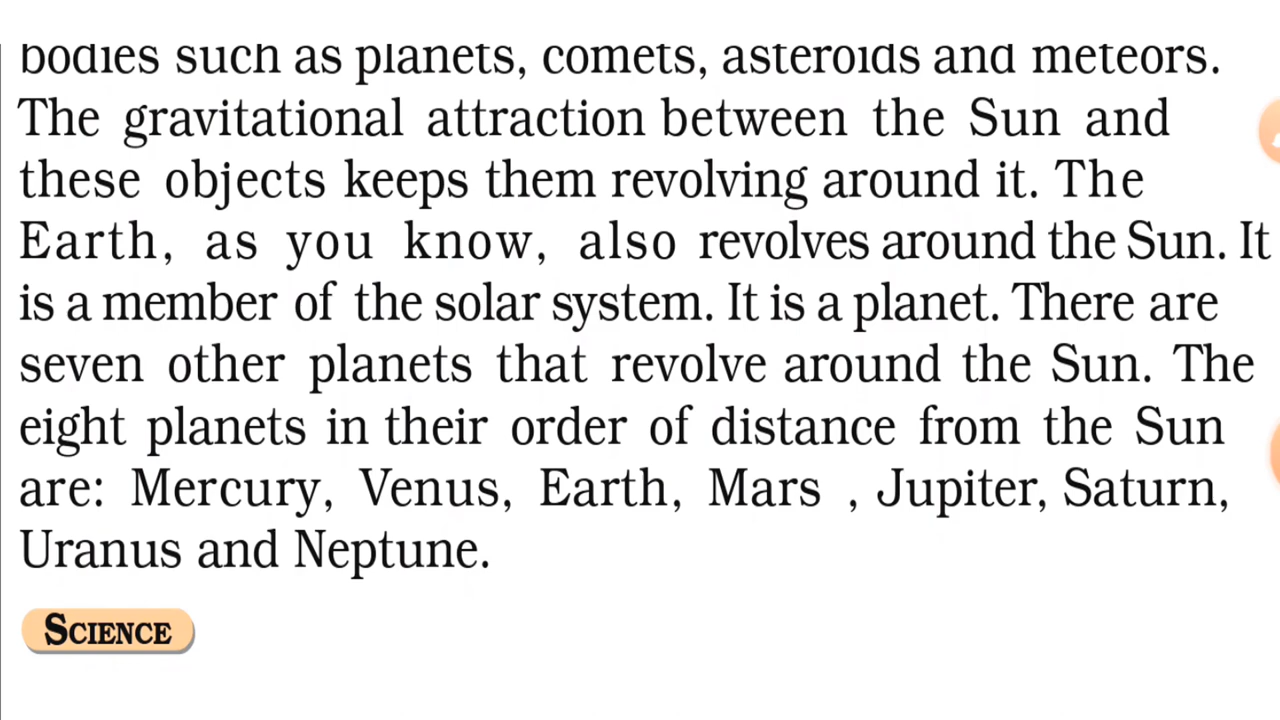 bodies such as planets, comets, asteroids and meteors.
The gravitational attraction between the Sun and
these objects keeps them revolving around it. The
Earth, as you know, also revolves around the Sun. It
is a member of the solar system. It is a planet. There are
seven other planets that revolve around the Sun. The
eight planets in their order of distance from the Sun
are: Mercury, Venus, Earth, Mars , Jupiter, Saturn,
Uranus and Neptune.
SCIENCE